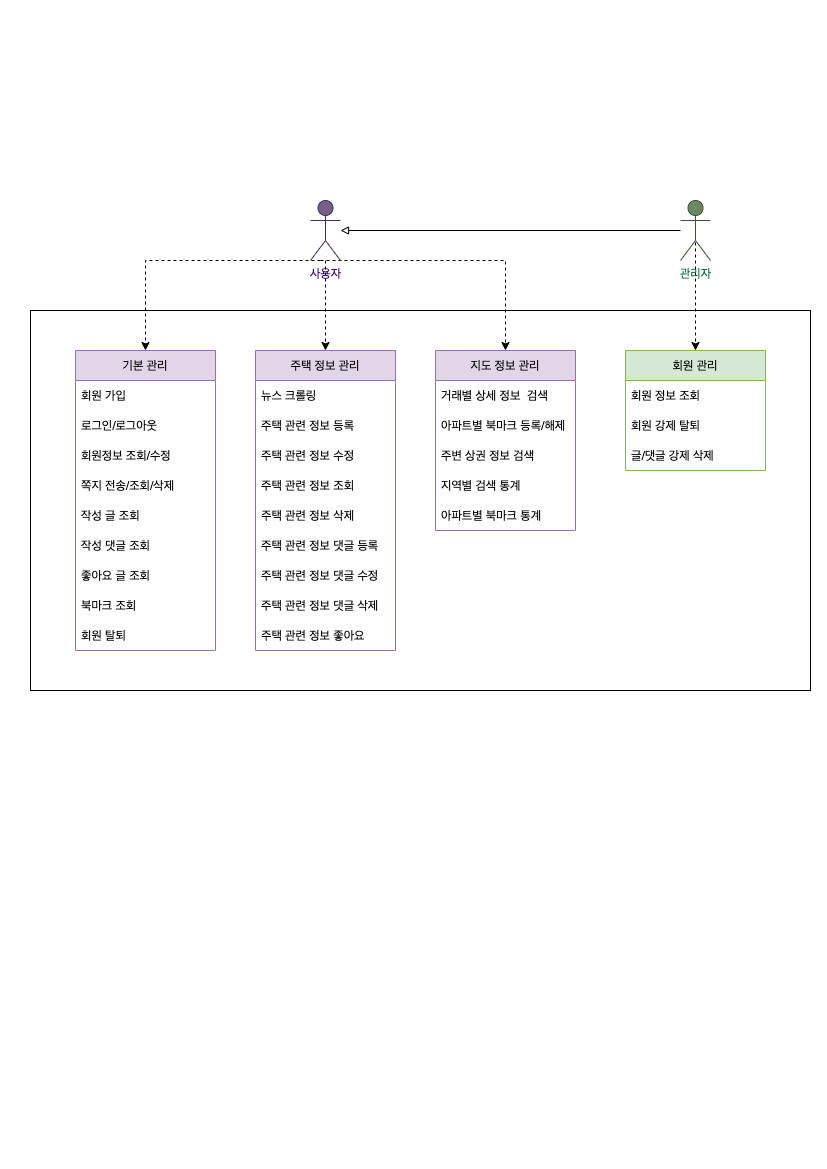 사용자
관리자
기본 관리
회원 가입
로그인/로그아웃
회원정보 조회/수정
쪽지 전송/조회/삭제
작성 글 조회
작성 댓글 조회
좋아요 글 조회
북마크 조회
회원 탈퇴
주택 정보 관리
뉴스 크롤링
주택 관련 정보 등록
주택 관련 정보 수정
주택 관련 정보 조회
주택 관련 정보 삭제
주택 관련 정보 댓글 등록
주택 관련 정보 댓글 수정
주택 관련 정보 댓글 삭제
주택 관련 정보 좋아요
지도 정보 관리
거래별 상세 정보  검색
아파트별 북마크 등록/해제
주변 상권 정보 검색
지역별 검색 통계
아파트별 북마크 통계
회원 관리
회원 정보 조회
회원 강제 탈퇴
글/댓글 강제 삭제